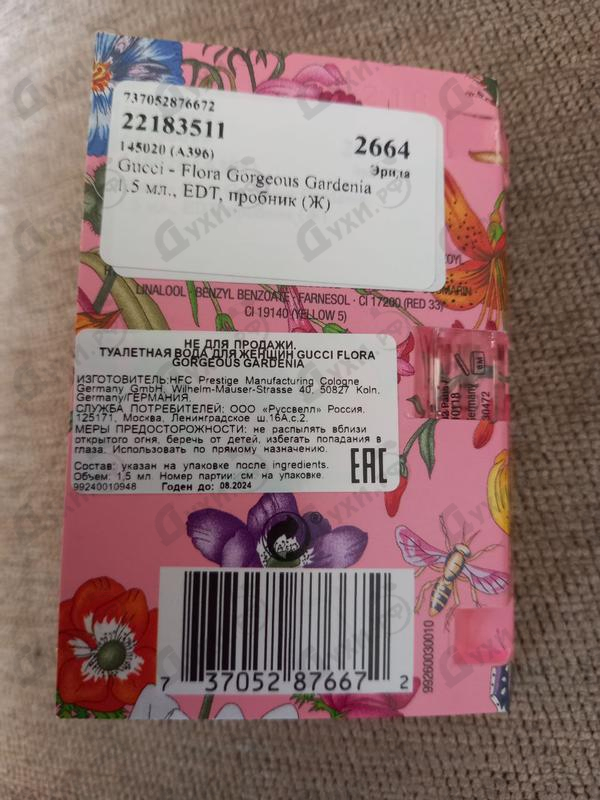 737052876672
22183511 2664
145020 (A396) Эрида
Gucci - Flora Gorgeous Gardenia
1.5 мл., EDT, пробник (Ж)
LINALOOL · BENZYL BENZOATE · FARNESOL · CI 17200 (RED 33)
CI 19140 (YELLOW 5)
НЕ ДЛЯ ПРОДАЖИ.
ТУАЛЕТНАЯ ВОДА ДЛЯ ЖЕНЩИН GUCCI FLORA
GORGEOUS GARDENIA
ИЗГОТОВИТЕЛЬ:HFC Prestige Manufacturing Cologne
Germany GmbH, Wilhelm-Mauser-Strasse 40, 50827 Koln,
Germany/ГЕРМАНИЯ.
СЛУЖБА ПОТРЕБИТЕЛЕЙ: ООО «Руссвелл» Россия,
125171, Москва, Ленинградское ш.16А,с.2.
МЕРЫ ПРЕДОСТОРОЖНОСТИ: не распылять вблизи
открытого огня, беречь от детей, избегать попадания в
глаза. Использовать по прямому назначению.
Состав: указан на упаковке после ingredients.
Объем: 1,5 мл. Номер партии: см на упаковке.
99240010948 Годен до: 08.2024
EAC
7 37052 87667 2
99260030010
Духи.рф